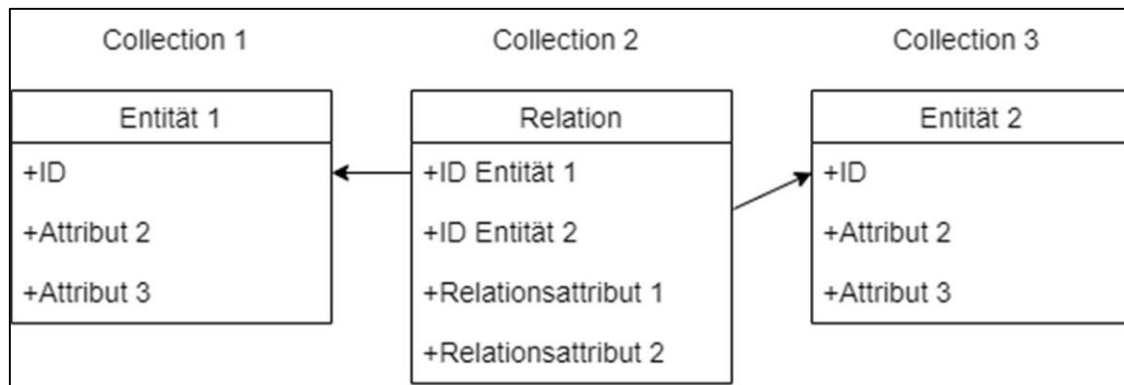 Collection 1
Collection 2
Collection 3
Entität 1
+ID
+Attribut 2
+Attribut 3
Relation
+ID Entität 1
+ID Entität 2
+Relationsattribut 1
+Relationsattribut 2
Entität 2
+ID
+Attribut 2
+Attribut 3